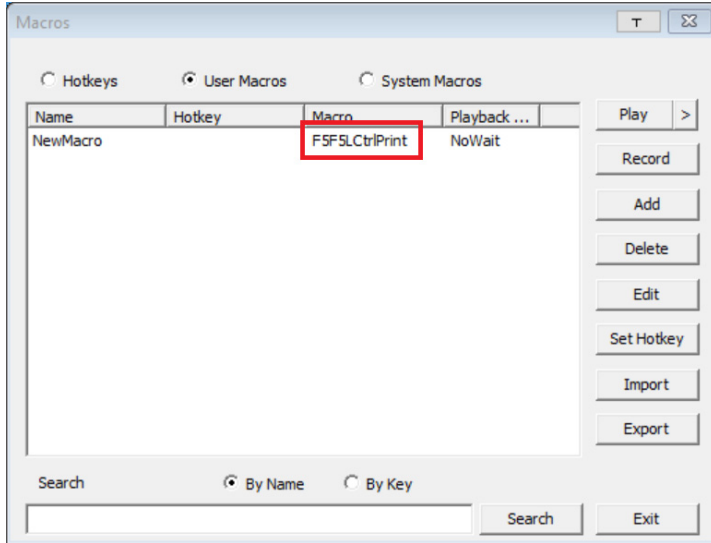 Macros T
Hotkeys User Macros System Macros
Name Hotkey Macro Playback ... Play >
NewMacro F5F5LCtrlPrint NoWait
Record
Add
Delete
Edit
Set Hotkey
Import
Export
Search By Name By Key
Search Exit